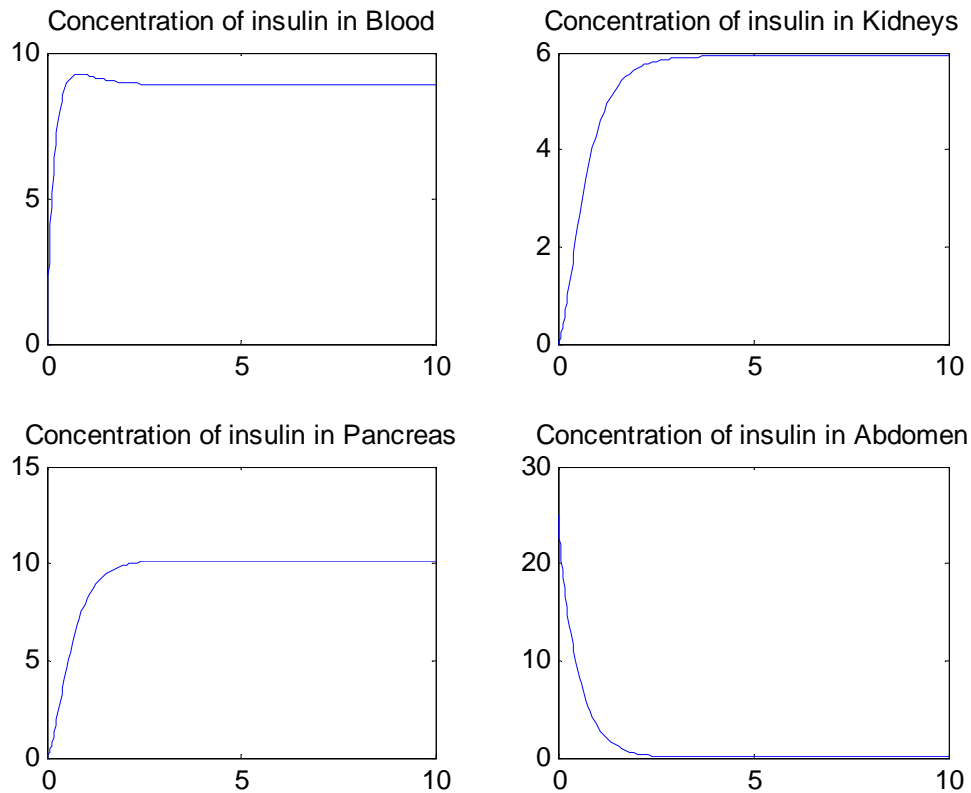 Concentration of insulin in Blood
10
5
0
0 5 10
Concentration of insulin in Kidneys
6
4
2
0
0 5 10
Concentration of insulin in Pancreas
15
10
5
0
0 5 10
Concentration of insulin in Abdomen
30
20
10
0
0 5 10